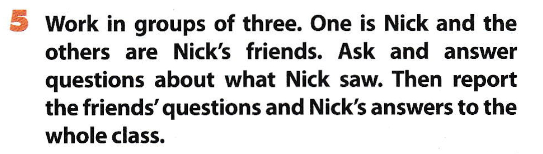 5 Work in groups of three. One is Nick and the
others are Nick's friends. Ask and answer
questions about what Nick saw. Then report
the friends' questions and Nick's answers to the
whole class.